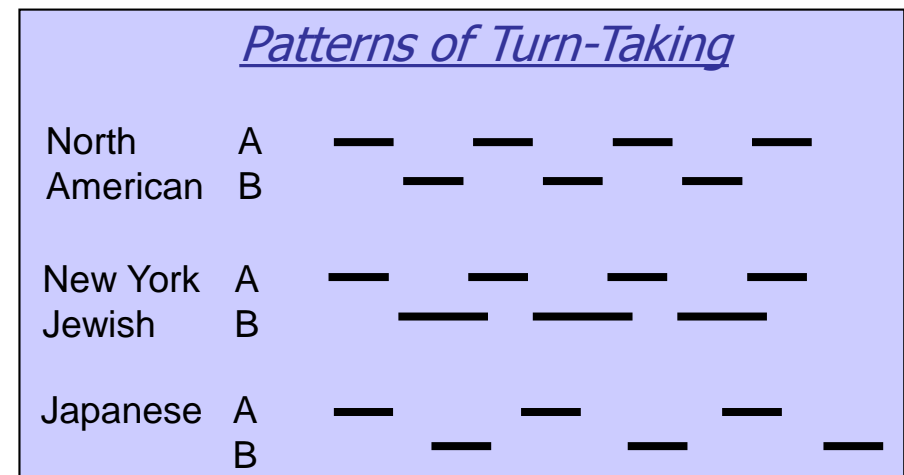 Patterns of Turn-Taking
North A
American B
New York A
Jewish B
Japanese A
B